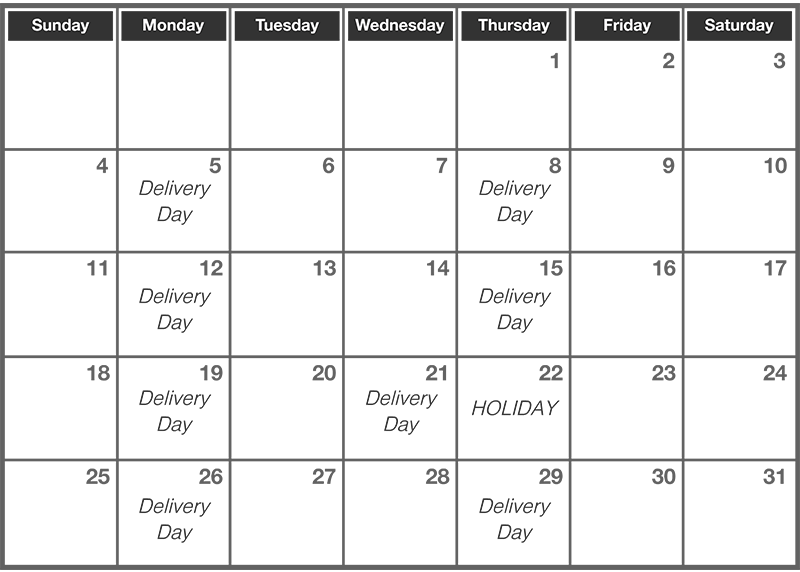 Sunday Monday Tuesday Wednesday Thursday Friday Saturday
1 2 3
4 5 6 7 8 9 10
Delivery Delivery
Day Day
11 12 13 14 15 16 17
Delivery Delivery
Day Day
18 19 20 21 22 23 24
Delivery Delivery HOLIDAY
Day Day
25 26 27 28 29 30 31
Delivery Delivery
Day Day